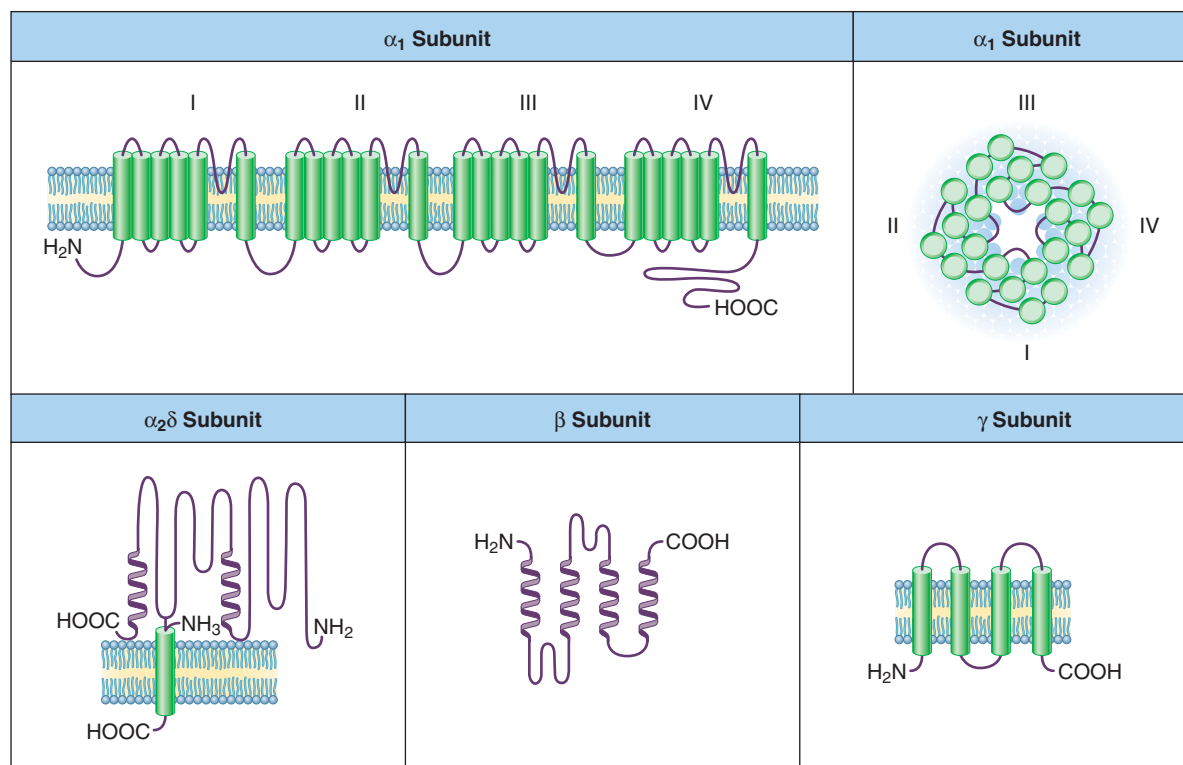 α₁ Subunit
α₁ Subunit
I II III IV
H₂N
HOOC
III
II
IV
I
α₂δ Subunit
β Subunit
γ Subunit
HOOC
NH₃
NH₂
HOOC
H₂N
COOH
H₂N
COOH